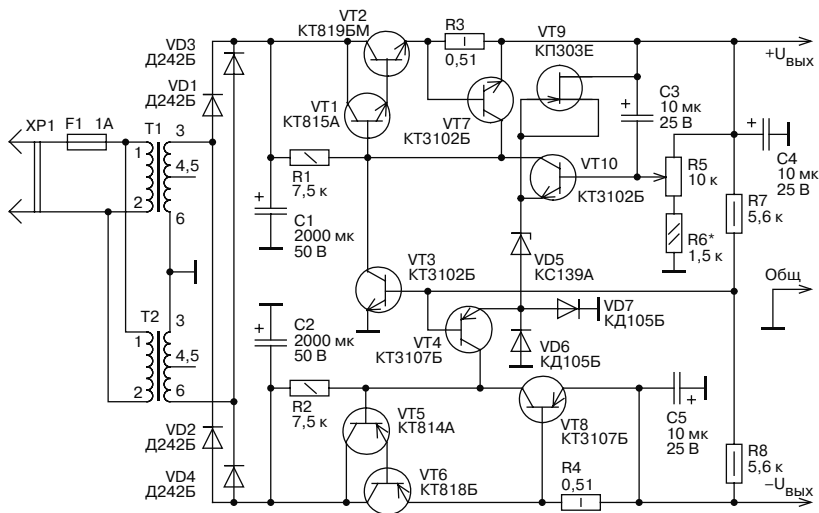 VT2
КТ819БМ
R3
0,51
VT9
КП303Е
+Uвых
VD3
Д242Б
VD1
Д242Б
VT1
КТ815А
VT7
КТ3102Б
C3
10 мк
25 В
+
+
C4
10 мк
25 В
XP1
F1 1А
T1
3
1
4,5
2
6
R1
7,5 к
VT10
КТ3102Б
R5
10 к
R7
5,6 к
+
C1
2000 мк
50 В
R6*
1,5 к
VD5
КС139А
VT3
КТ3102Б
Общ
T2
3
1
4,5
2
6
+
C2
2000 мк
50 В
VT4
КТ3107Б
VD7
КД105Б
VD6
КД105Б
R2
7,5 к
VT5
КТ814А
VT8
КТ3107Б
+
C5
10 мк
25 В
VD2
Д242Б
VD4
Д242Б
VT6
КТ818Б
R4
0,51
R8
5,6 к
−Uвых